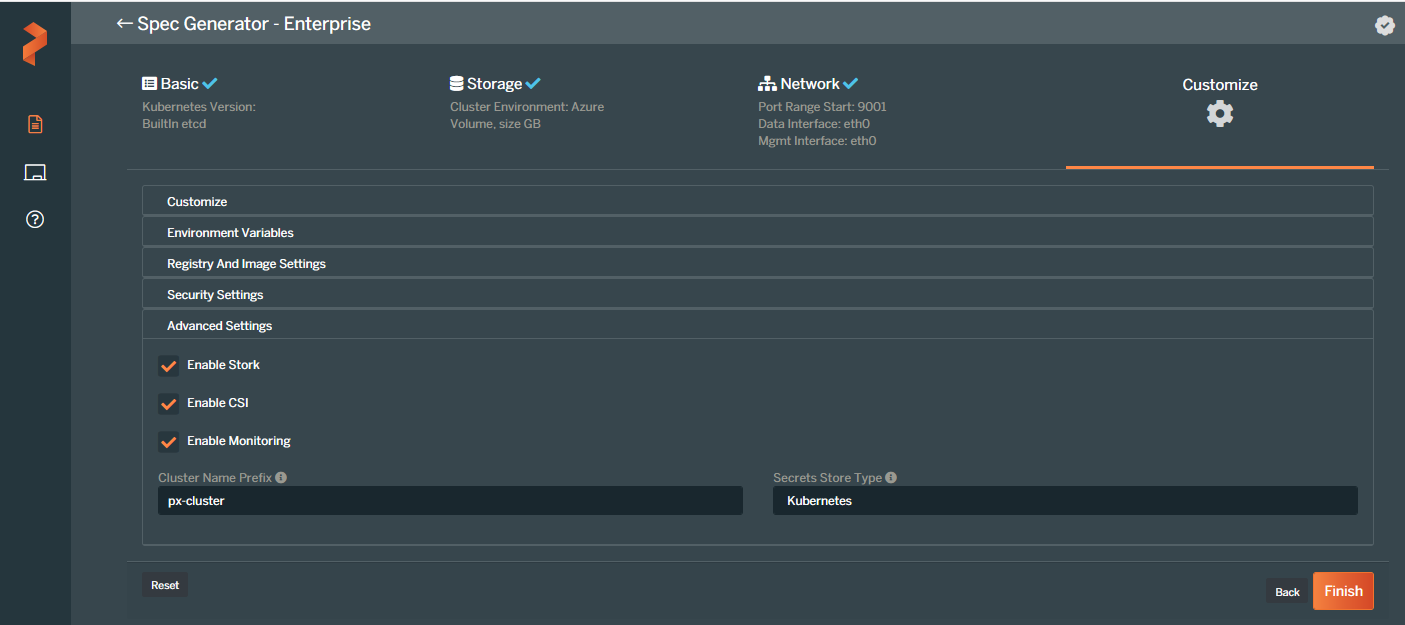 Spec Generator - Enterprise
Basic
Kubernetes Version:
BuiltIn etcd
Storage
Cluster Environment: Azure
Volume, size GB
Network
Port Range Start: 9001
Data Interface: eth0
Mgmt Interface: eth0
Customize
Customize
Environment Variables
Registry And Image Settings
Security Settings
Advanced Settings
Enable Stork
Enable CSI
Enable Monitoring
Cluster Name Prefix
px-cluster
Secrets Store Type
Kubernetes
Reset
Back
Finish